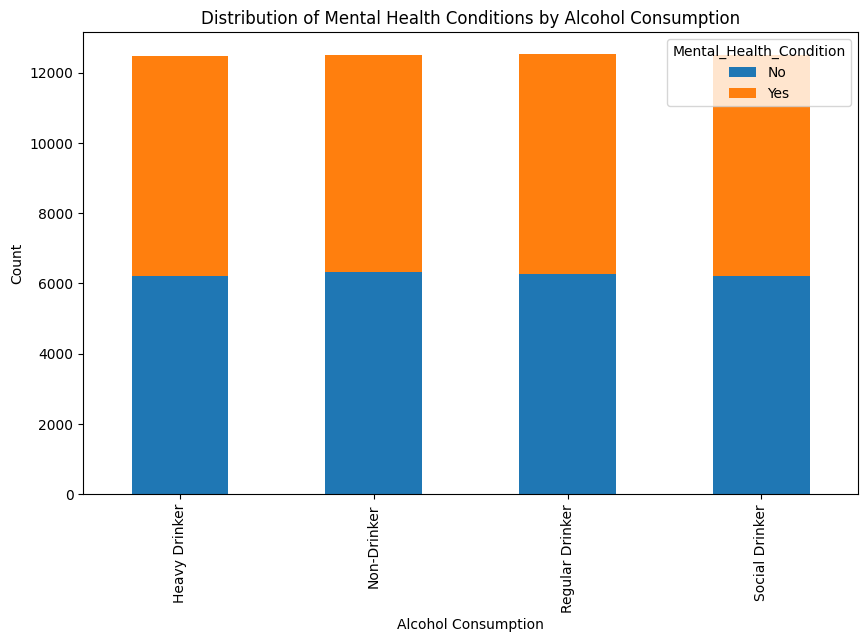 Distribution of Mental Health Conditions by Alcohol Consumption
Mental_Health_Condition
No
Yes
12000
10000
8000
6000
4000
2000
0
Count
Heavy Drinker
Non-Drinker
Regular Drinker
Social Drinker
Alcohol Consumption